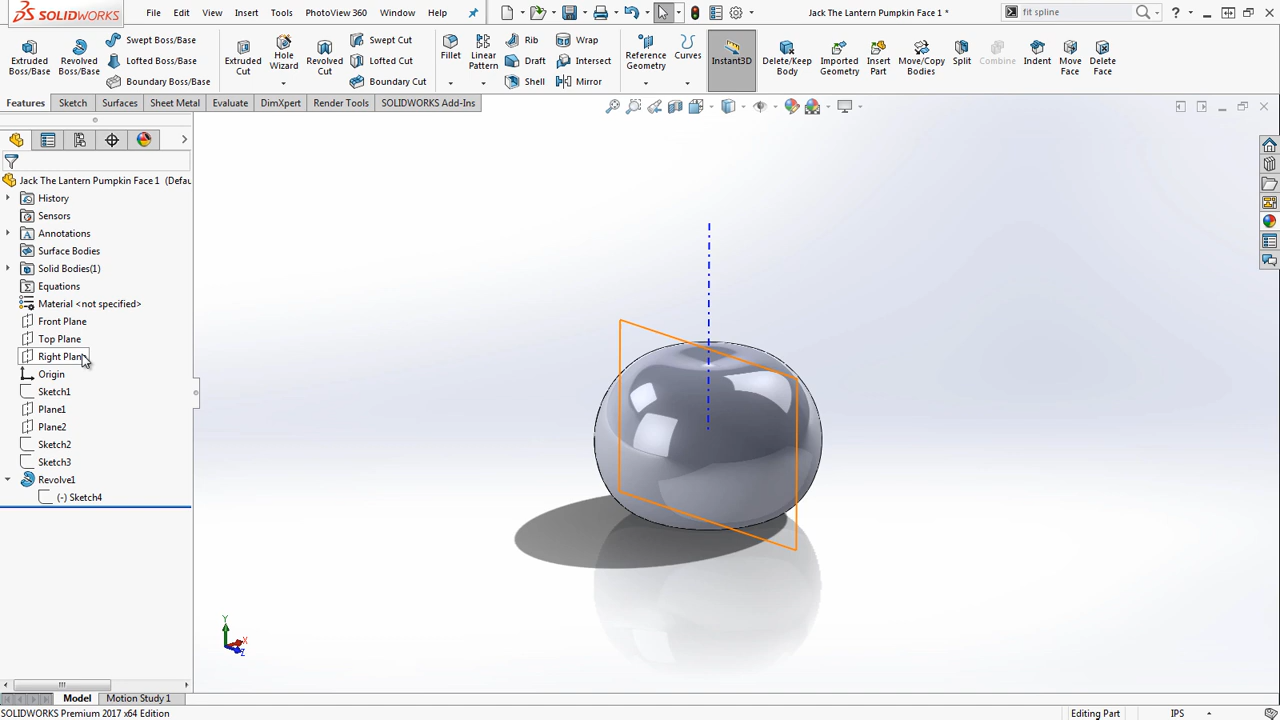 SOLIDWORKS File Edit View Insert Tools PhotoView 360 Window Help Jack The Lantern Pumpkin Face 1 * fit spline
Extruded Boss/Base Revolved Boss/Base Swept Boss/Base Lofted Boss/Base Boundary Boss/Base Extruded Cut Hole Wizard Revolved Cut Swept Cut Lofted Cut Boundary Cut Fillet Linear Pattern Rib Draft Shell Wrap Intersect Mirror Reference Geometry Curves Instant3D Delete/Keep Body Imported Geometry Insert Part Move/Copy Bodies Split Combine Indent Move Face Delete Face
Features Sketch Surfaces Sheet Metal Evaluate DimXpert Render Tools SOLIDWORKS Add-Ins
Jack The Lantern Pumpkin Face 1 (Defau
History
Sensors
Annotations
Surface Bodies
Solid Bodies(1)
Equations
Material <not specified>
Front Plane
Top Plane
Right Plane
Origin
Sketch1
Plane1
Plane2
Sketch2
Sketch3
Revolve1
(-) Sketch4
Y
X
Z
Model Motion Study 1
SOLIDWORKS Premium 2017 x64 Edition Editing Part IPS